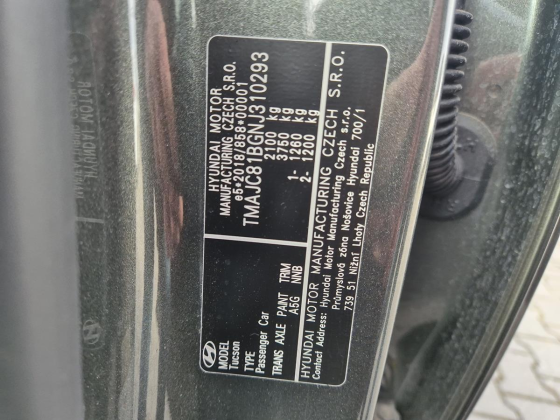 HYUNDAI MOTOR
MANUFACTURING CZECH S.R.O.
e5*2018/858*00001
TMAJC81BGNJ310293
2100 kg
3750 kg
1- 1260 kg
2- 1200 kg
MODEL
Tucson
TYPE
Passenger Car
TRANS AXLE PAINT TRIM
A5G NNB
HYUNDAI MOTOR MANUFACTURING CZECH S.R.O.
Contact Address: Hyundai Motor Manufacturing Czech s.r.o.
Průmyslová zóna Nošovice Hyundai 700/1
739 51 Nižní Lhoty Czech Republic